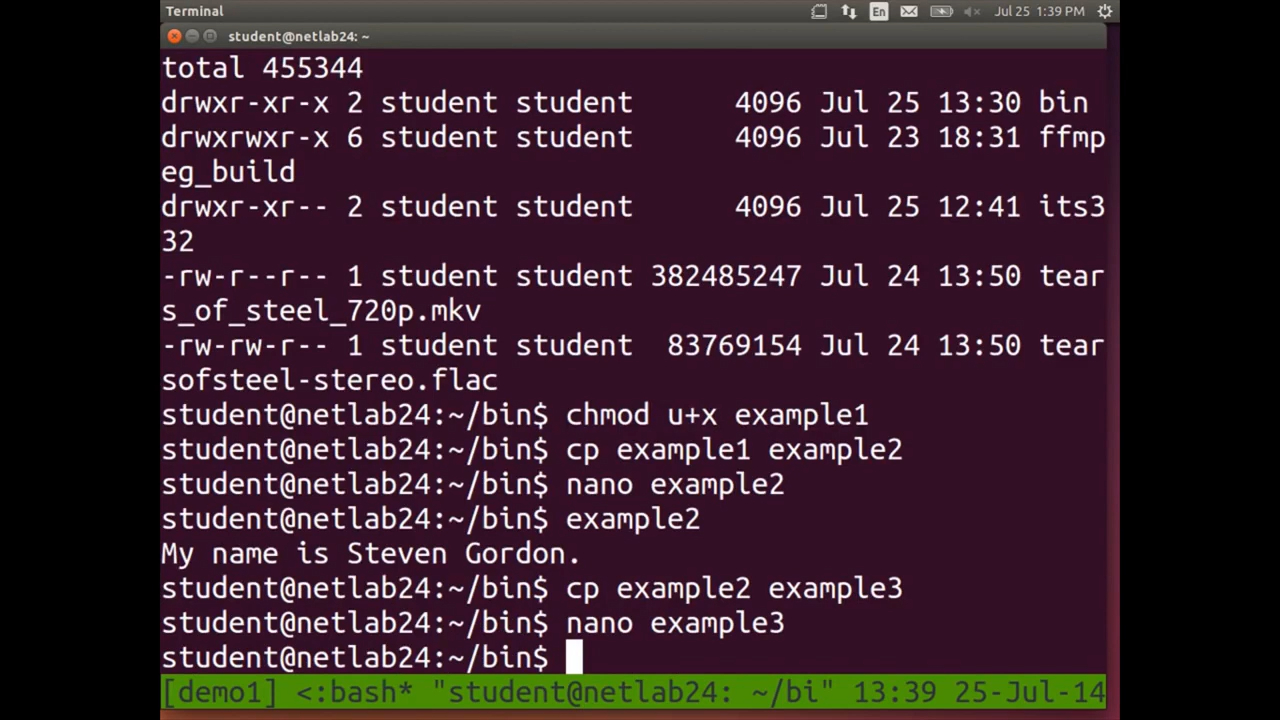 Terminal En Jul 25 1:39 PM
student@netlab24: ~
total 455344
drwxr-xr-x 2 student student 4096 Jul 25 13:30 bin
drwxrwxr-x 6 student student 4096 Jul 23 18:31 ffmp
eg_build
drwxr-xr-- 2 student student 4096 Jul 25 12:41 its3
32
-rw-r--r-- 1 student student 382485247 Jul 24 13:50 tear
s_of_steel_720p.mkv
-rw-rw-r-- 1 student student 83769154 Jul 24 13:50 tear
sofsteel-stereo.flac
student@netlab24:~/bin$ chmod u+x example1
student@netlab24:~/bin$ cp example1 example2
student@netlab24:~/bin$ nano example2
student@netlab24:~/bin$ example2
My name is Steven Gordon.
student@netlab24:~/bin$ cp example2 example3
student@netlab24:~/bin$ nano example3
student@netlab24:~/bin$
[demo1] <:bash* "student@netlab24: ~/bi" 13:39 25-Jul-14